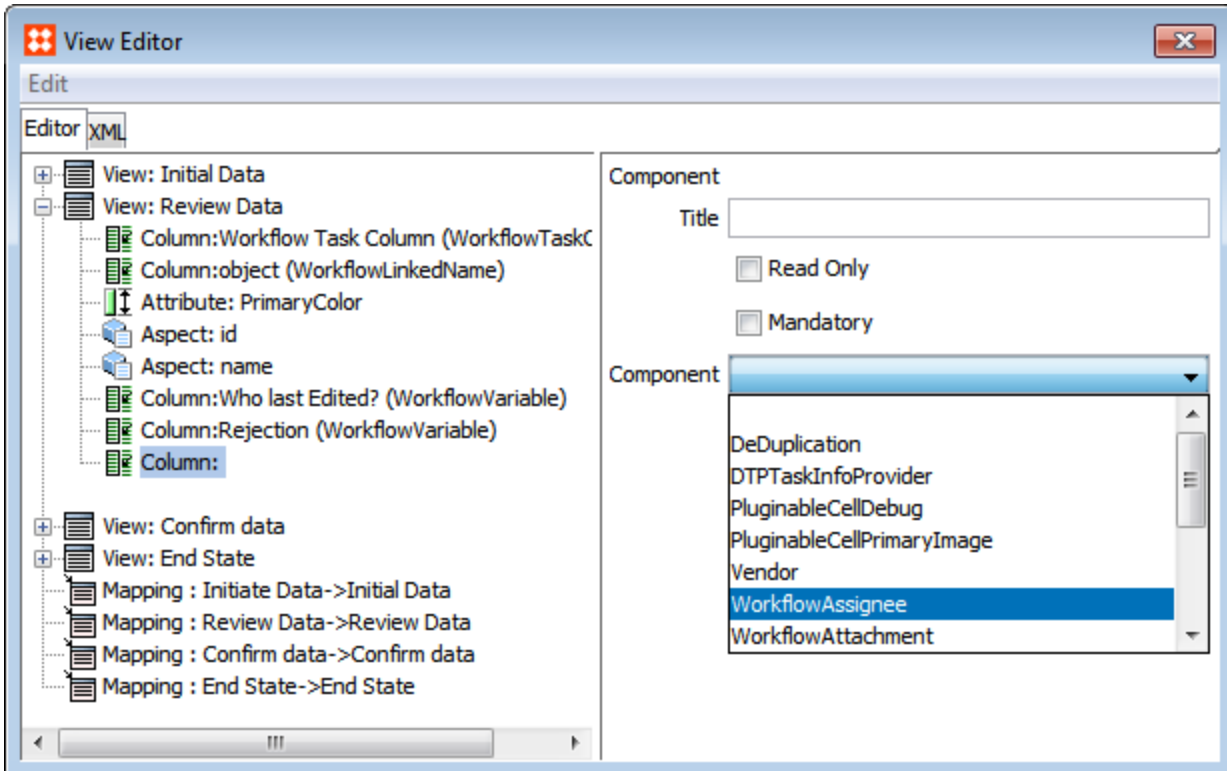 View Editor
Edit
Editor
XML
View: Initial Data
View: Review Data
Column:Workflow Task Column (WorkflowTaskC
Column:object (WorkflowLinkedName)
Attribute: PrimaryColor
Aspect: id
Aspect: name
Column:Who last Edited? (WorkflowVariable)
Column:Rejection (WorkflowVariable)
Column:
View: Confirm data
View: End State
Mapping : Initiate Data->Initial Data
Mapping : Review Data->Review Data
Mapping : Confirm data->Confirm data
Mapping : End State->End State
Component
Title
Read Only
Mandatory
Component
DeDuplication
DTPTaskInfoProvider
PluginableCellDebug
PluginableCellPrimaryImage
Vendor
WorkflowAssignee
WorkflowAttachment